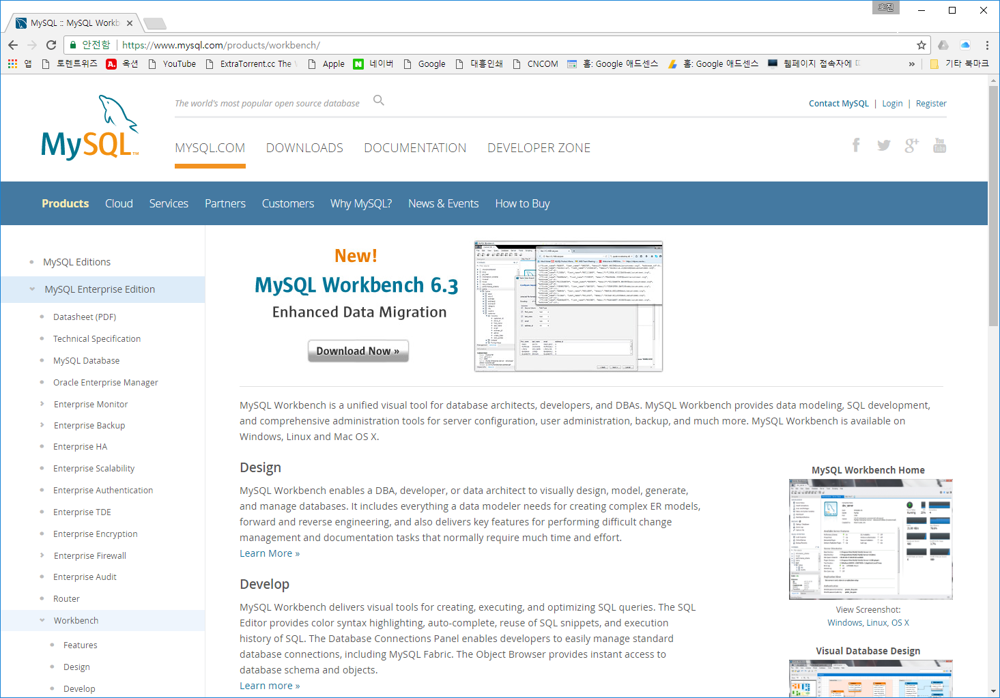 호진
MySQL :: MySQL Workb
안전함 https://www.mysql.com/products/workbench/
앱 토렌트위즈 옥션 YouTube ExtraTorrent.cc The Apple 네이버 Google 대흥인쇄 CNCOM 홈: Google 애드센스 홈: Google 애드센스 웹페이지 접속자에 » 기타 북마크
MySQL™
The world's most popular open source database
Contact MySQL | Login | Register
MYSQL.COM DOWNLOADS DOCUMENTATION DEVELOPER ZONE
You Tube
Products Cloud Services Partners Customers Why MySQL? News & Events How to Buy
MySQL Editions
MySQL Enterprise Edition
Datasheet (PDF)
Technical Specification
MySQL Database
Oracle Enterprise Manager
Enterprise Monitor
Enterprise Backup
Enterprise HA
Enterprise Scalability
Enterprise Authentication
Enterprise TDE
Enterprise Encryption
Enterprise Firewall
Enterprise Audit
Router
Workbench
Features
Design
Develop
New!
MySQL Workbench 6.3
Enhanced Data Migration
Download Now »
MySQL Workbench is a unified visual tool for database architects, developers, and DBAs. MySQL Workbench provides data modeling, SQL development,
and comprehensive administration tools for server configuration, user administration, backup, and much more. MySQL Workbench is available on
Windows, Linux and Mac OS X.
Design
MySQL Workbench enables a DBA, developer, or data architect to visually design, model, generate,
and manage databases. It includes everything a data modeler needs for creating complex ER models,
forward and reverse engineering, and also delivers key features for performing difficult change
management and documentation tasks that normally require much time and effort.
Learn More »
Develop
MySQL Workbench delivers visual tools for creating, executing, and optimizing SQL queries. The SQL
Editor provides color syntax highlighting, auto-complete, reuse of SQL snippets, and execution
history of SQL. The Database Connections Panel enables developers to easily manage standard
database connections, including MySQL Fabric. The Object Browser provides instant access to
database schema and objects.
Learn more »
MySQL Workbench Home
View Screenshot:
Windows, Linux, OS X
Visual Database Design